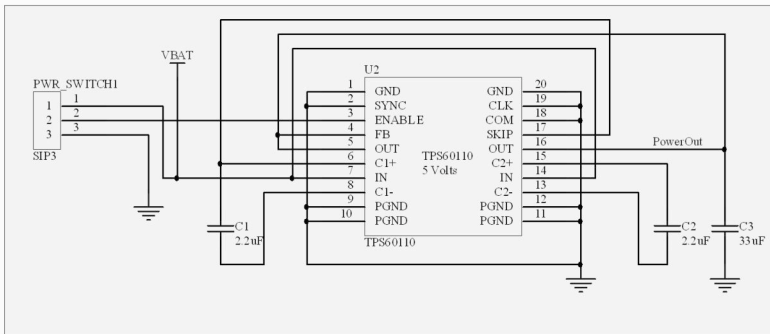 VBAT
U2
PWR_SWITCH1
1 1
2 2
3 3
SIP3
1 GND GND 20
2 SYNC CLK 19
3 ENABLE COM 18
4 FB SKIP 17
5 OUT OUT 16 PowerOut
6 C1+ TPS60110 C2+ 15
7 IN 5 Volts IN 14
8 C1- C2- 13
9 PGND PGND 12
10 PGND PGND 11
TPS60110
C1
2.2uF
C2
2.2uF
C3
33uF